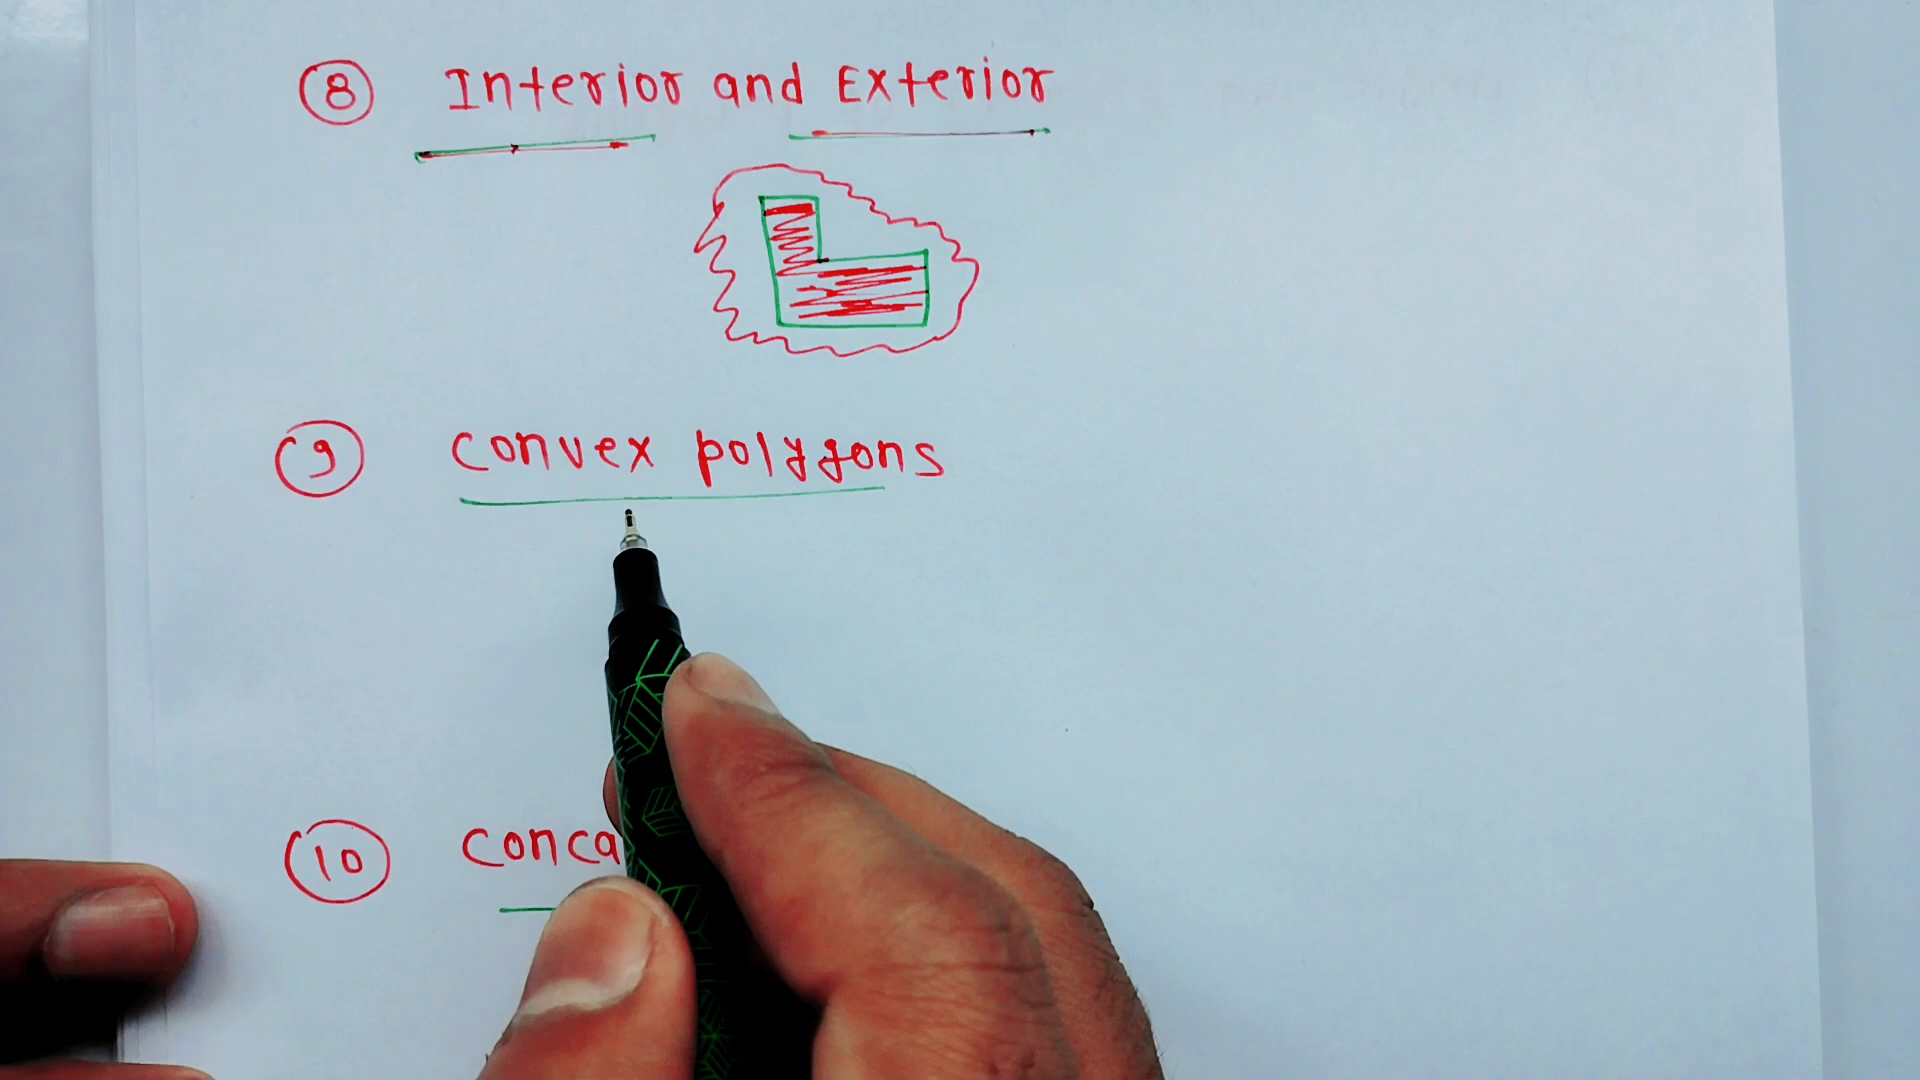 8 Interior and Exterior
9 convex polygons
10 conca